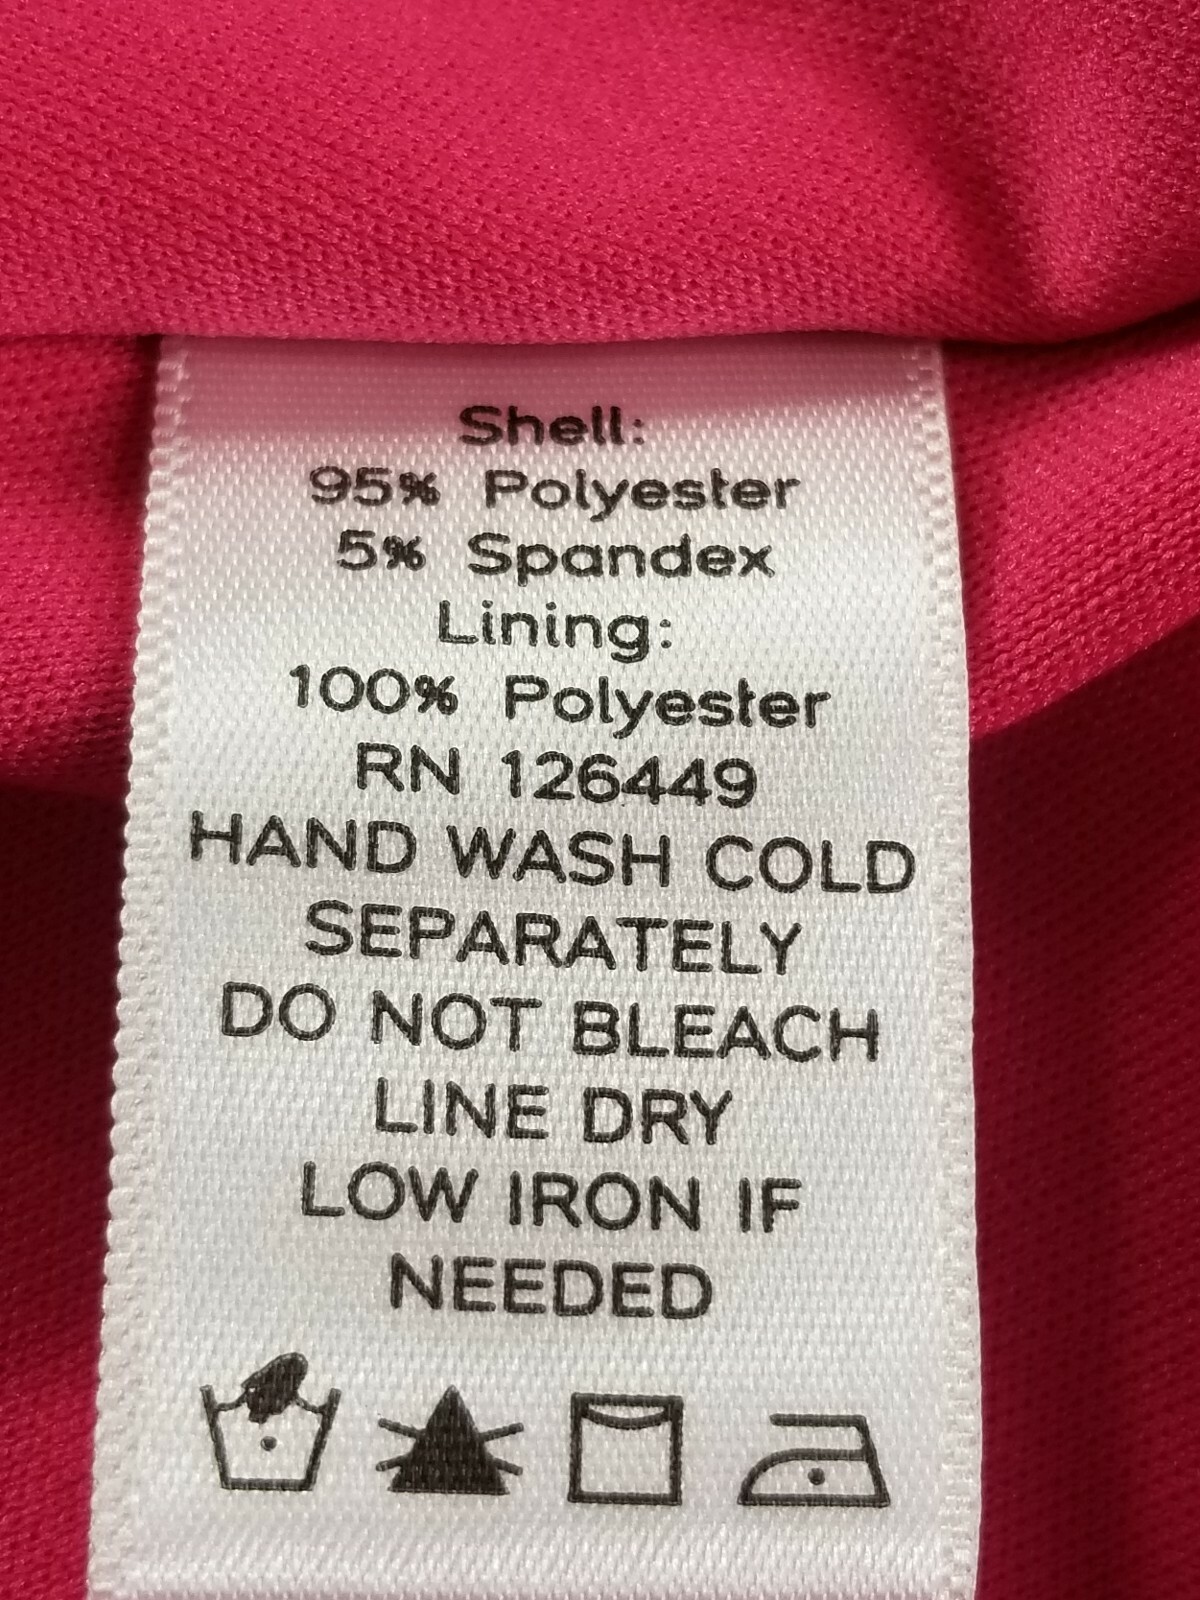 Shell:
95% Polyester
5% Spandex
Lining:
100% Polyester
RN 126449
HAND WASH COLD
SEPARATELY
DO NOT BLEACH
LINE DRY
LOW IRON IF
NEEDED